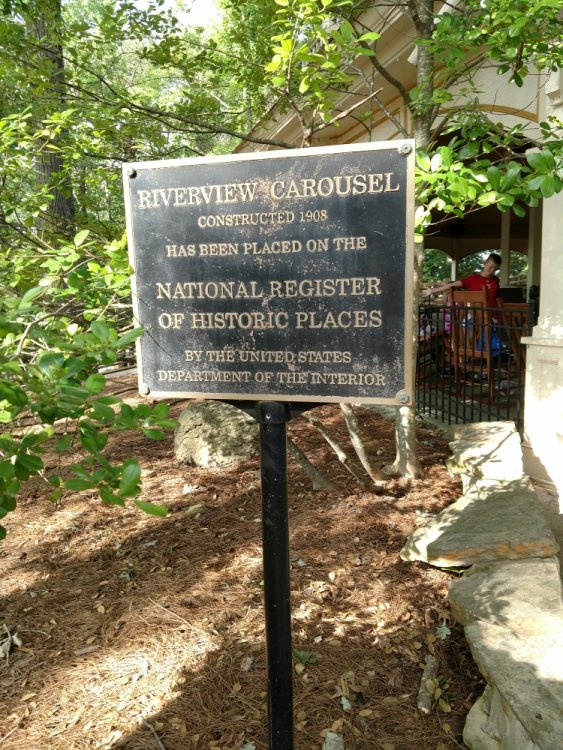 RIVERVIEW CAROUSEL
CONSTRUCTED 1908
HAS BEEN PLACED ON THE
NATIONAL REGISTER
OF HISTORIC PLACES
BY THE UNITED STATES
DEPARTMENT OF THE INTERIOR